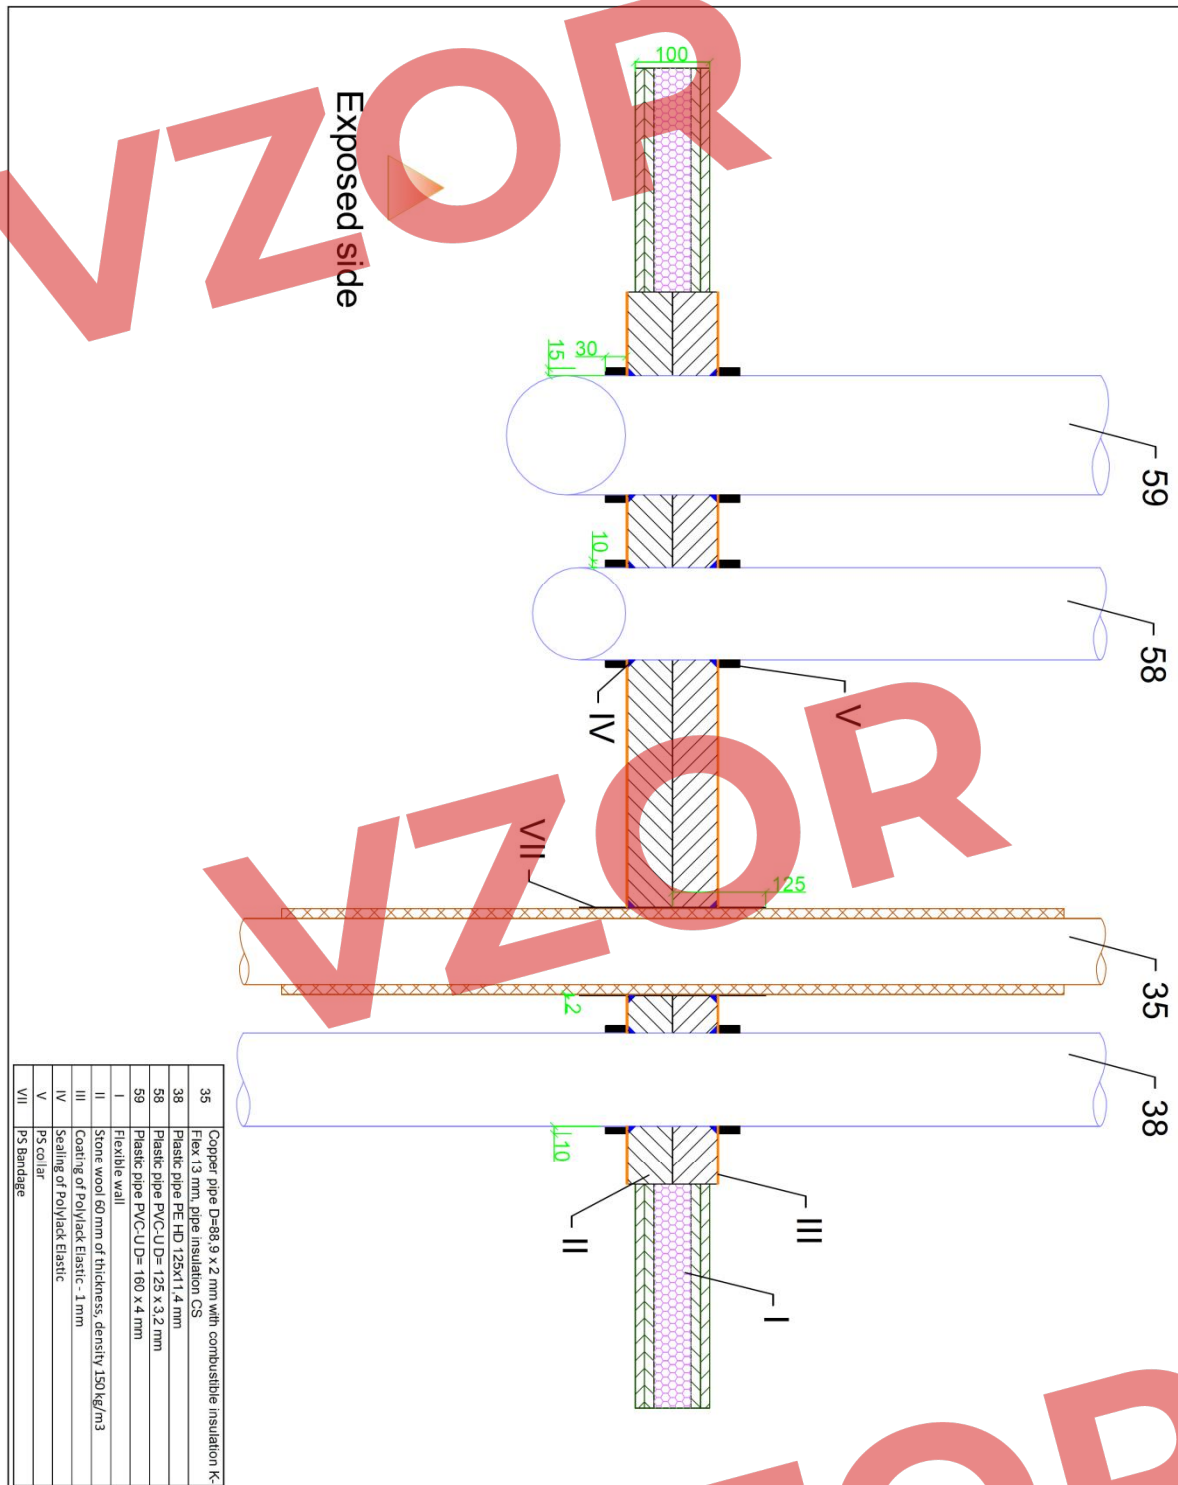 VZOR
100
Exposed side
15
30
59
10
58
V
IV
VZOR
VII
125
35
2
38
10
III
II
I
35 Copper pipe D=88,9 x 2 mm with combustible insulation K-
Flex 13 mm, pipe insulation CS
38 Plastic pipe PE HD 125x11,4 mm
58 Plastic pipe PVC-U D= 125 x 3,2 mm
59 Plastic pipe PVC-U D= 160 x 4 mm
I Flexible wall
II Stone wool 60 mm of thickness, density 150 kg/m3
III Coating of Polylack Elastic - 1 mm
IV Sealing of Polylack Elastic
V PS collar
VII PS Bandage